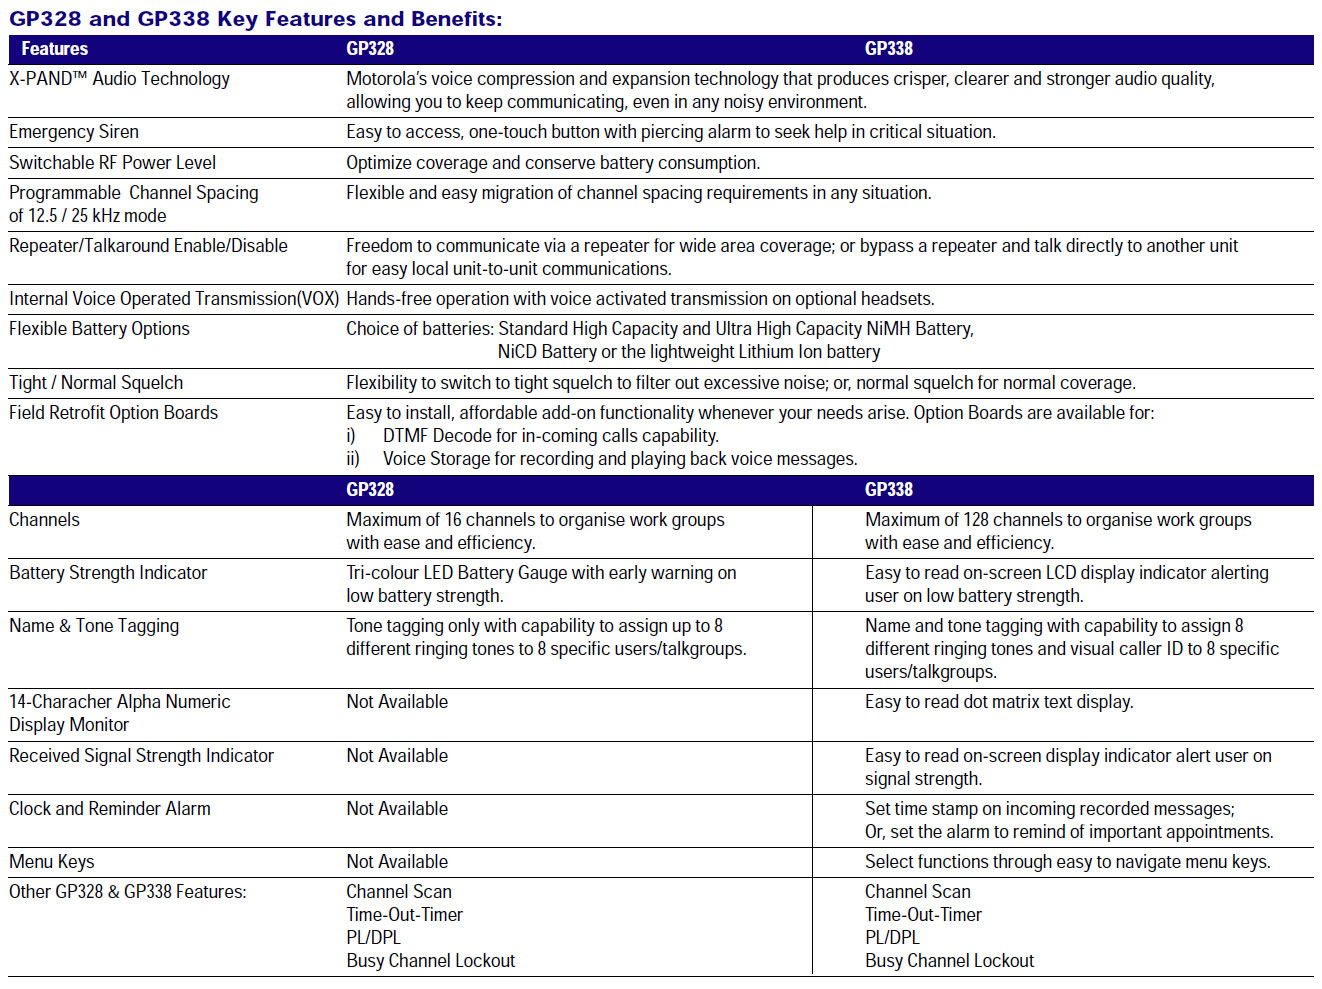 GP328 and GP338 Key Features and Benefits:
Features GP328 GP338
X-PAND™ Audio Technology Motorola's voice compression and expansion technology that produces crisper, clearer and stronger audio quality,
allowing you to keep communicating, even in any noisy environment.
Emergency Siren Easy to access, one-touch button with piercing alarm to seek help in critical situation.
Switchable RF Power Level Optimize coverage and conserve battery consumption.
Programmable Channel Spacing Flexible and easy migration of channel spacing requirements in any situation.
of 12.5 / 25 kHz mode
Repeater/Talkaround Enable/Disable Freedom to communicate via a repeater for wide area coverage; or bypass a repeater and talk directly to another unit
for easy local unit-to-unit communications.
Internal Voice Operated Transmission(VOX) Hands-free operation with voice activated transmission on optional headsets.
Flexible Battery Options Choice of batteries: Standard High Capacity and Ultra High Capacity NiMH Battery,
NiCD Battery or the lightweight Lithium Ion battery
Tight / Normal Squelch Flexibility to switch to tight squelch to filter out excessive noise; or, normal squelch for normal coverage.
Field Retrofit Option Boards Easy to install, affordable add-on functionality whenever your needs arise. Option Boards are available for:
i) DTMF Decode for in-coming calls capability.
ii) Voice Storage for recording and playing back voice messages.
GP328 GP338
Channels Maximum of 16 channels to organise work groups Maximum of 128 channels to organise work groups
with ease and efficiency. with ease and efficiency.
Battery Strength Indicator Tri-colour LED Battery Gauge with early warning on Easy to read on-screen LCD display indicator alerting
low battery strength. user on low battery strength.
Name & Tone Tagging Tone tagging only with capability to assign up to 8 Name and tone tagging with capability to assign 8
different ringing tones to 8 specific users/talkgroups. different ringing tones and visual caller ID to 8 specific
users/talkgroups.
14-Characher Alpha Numeric Not Available Easy to read dot matrix text display.
Display Monitor
Received Signal Strength Indicator Not Available Easy to read on-screen display indicator alert user on
signal strength.
Clock and Reminder Alarm Not Available Set time stamp on incoming recorded messages;
Or, set the alarm to remind of important appointments.
Menu Keys Not Available Select functions through easy to navigate menu keys.
Other GP328 & GP338 Features: Channel Scan Channel Scan
Time-Out-Timer Time-Out-Timer
PL/DPL PL/DPL
Busy Channel Lockout Busy Channel Lockout